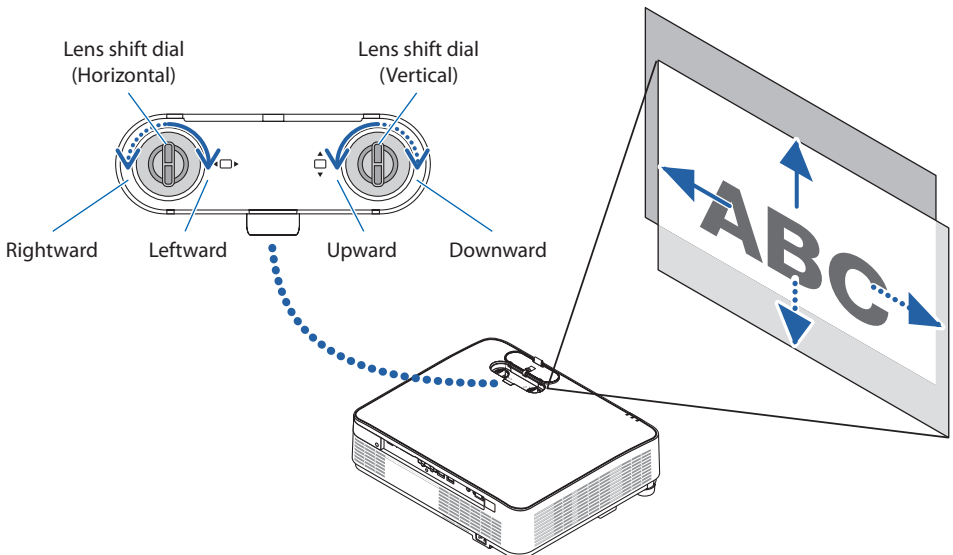 Lens shift dial
(Horizontal)
Lens shift dial
(Vertical)
Rightward
Leftward
Upward
Downward
ABC